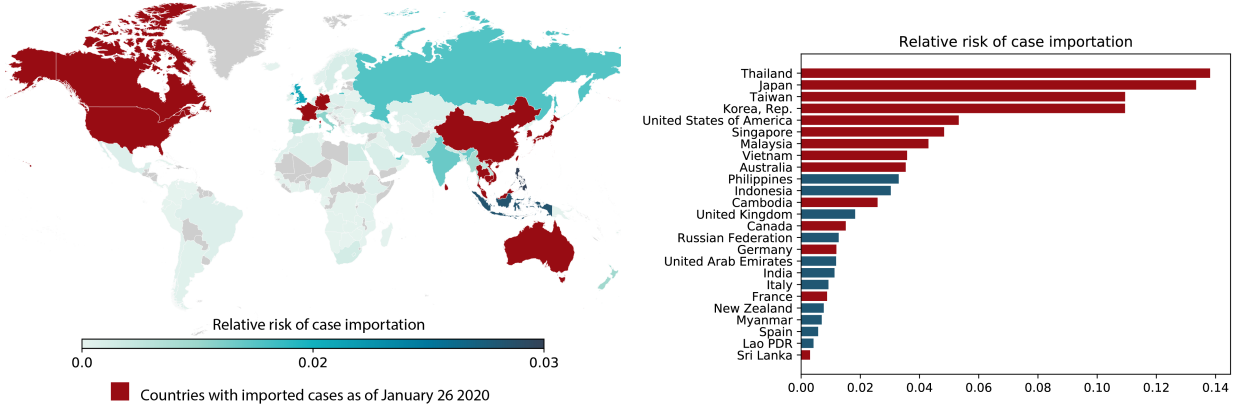 Relative risk of case importation
0.0
0.02
0.03
Countries with imported cases as of January 26 2020
Relative risk of case importation
Thailand
Japan
Taiwan
Korea, Rep.
United States of America
Singapore
Malaysia
Vietnam
Australia
Philippines
Indonesia
Cambodia
United Kingdom
Canada
Russian Federation
Germany
United Arab Emirates
India
Italy
France
New Zealand
Myanmar
Spain
Lao PDR
Sri Lanka
0.00
0.02
0.04
0.06
0.08
0.10
0.12
0.14